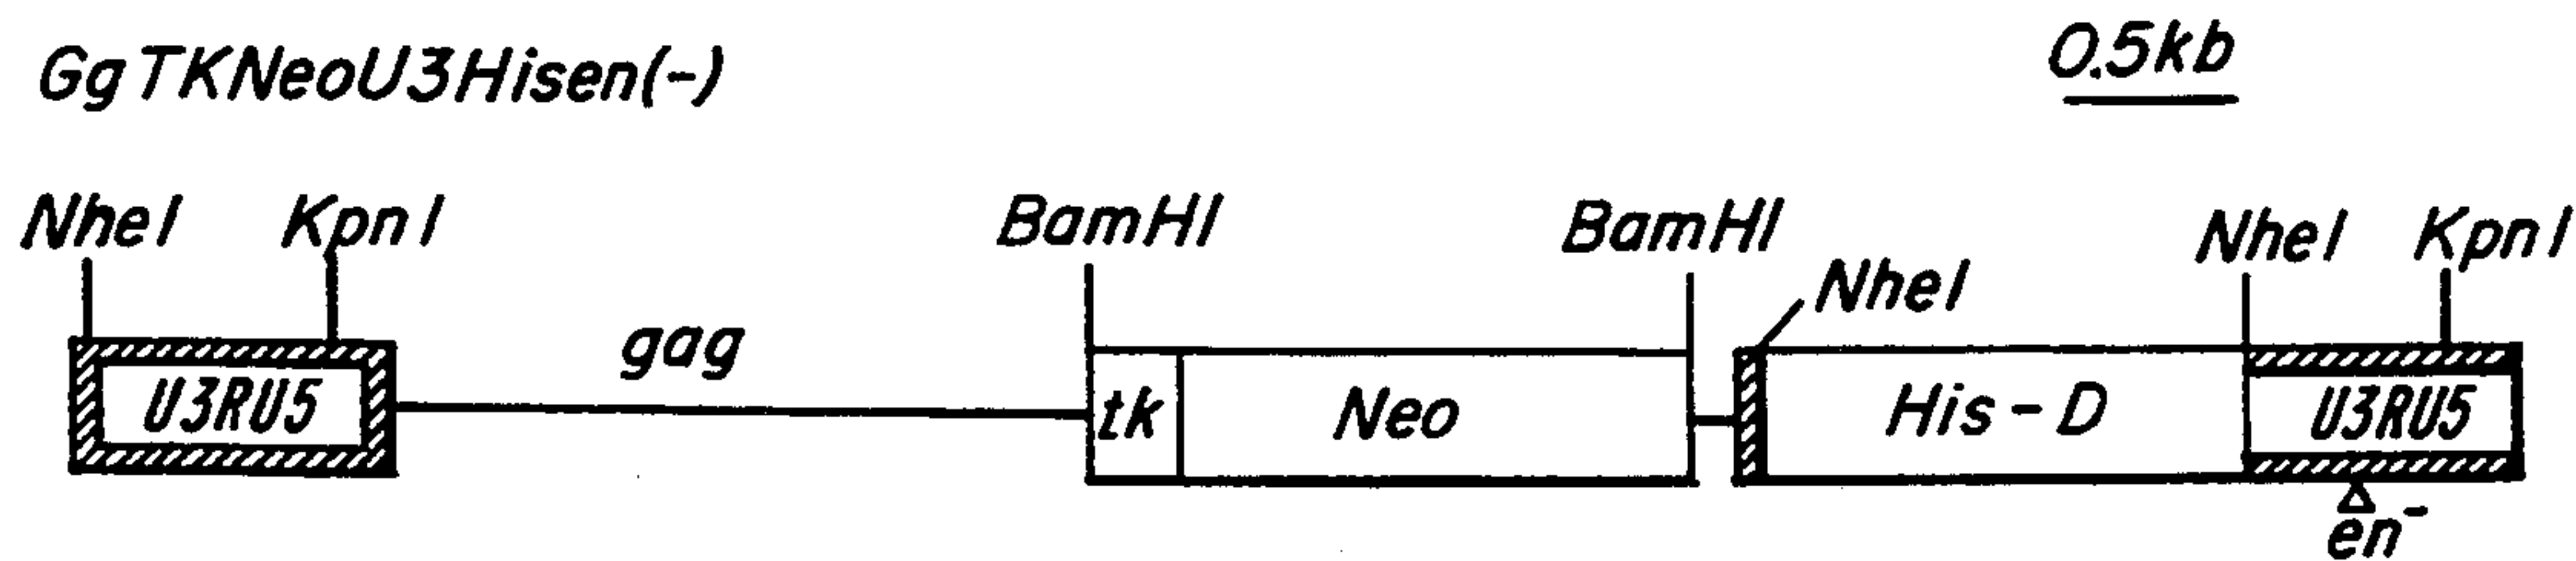 GgTKNeoU3Hisen(-)
0.5kb
NheI KpnI BamHI BamHI NheI NheI KpnI
gag
U3RU5 tk Neo His-D U3RU5
en-